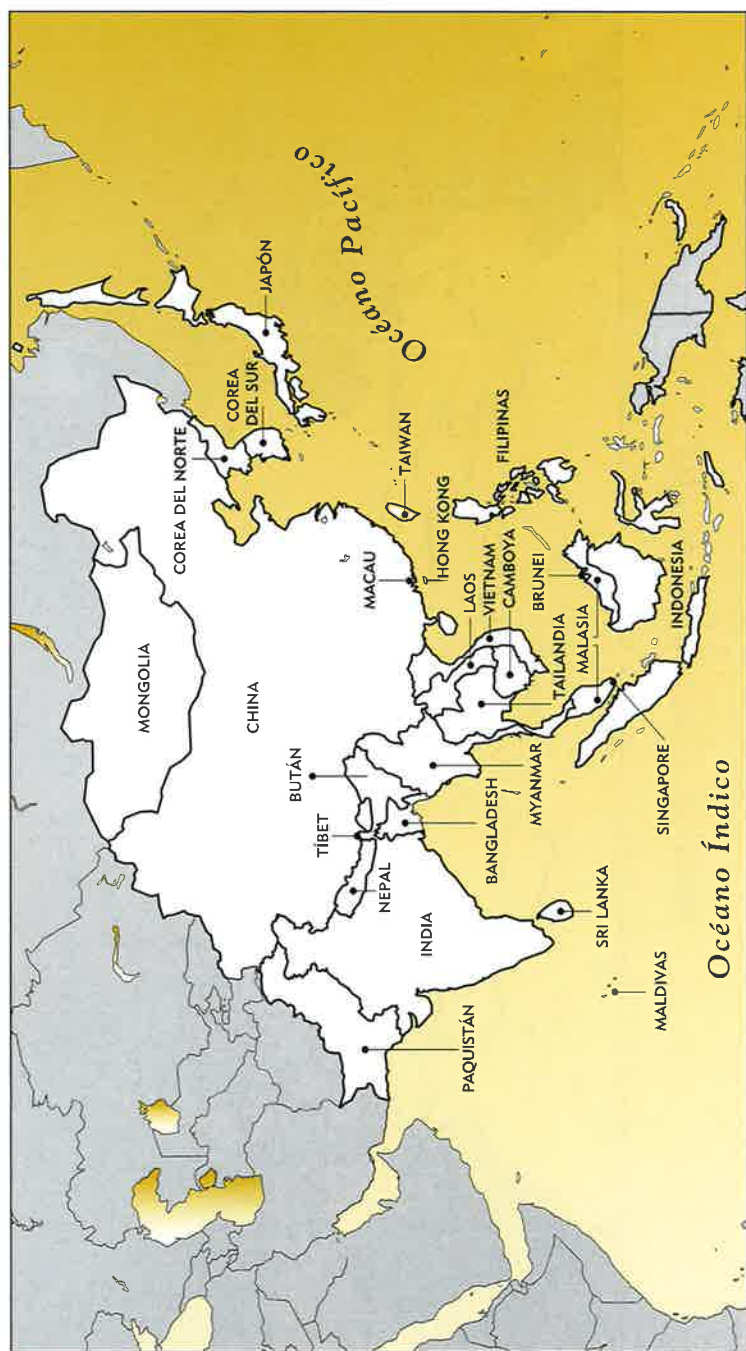 MONGOLIA
CHINA
COREA DEL NORTE
COREA
DEL SUR
JAPÓN
Océano Pacífico
TAIWAN
HONG KONG
MACAU
FILIPINAS
LAOS
VIETNAM
CAMBOYA
TAILANDIA
MALASIA
BRUNEI
INDONESIA
SINGAPORE
MYANMAR
BANGLADESH
BUTÁN
TÍBET
NEPAL
INDIA
PAQUISTÁN
SRI LANKA
MALDIVAS
Océano Índico